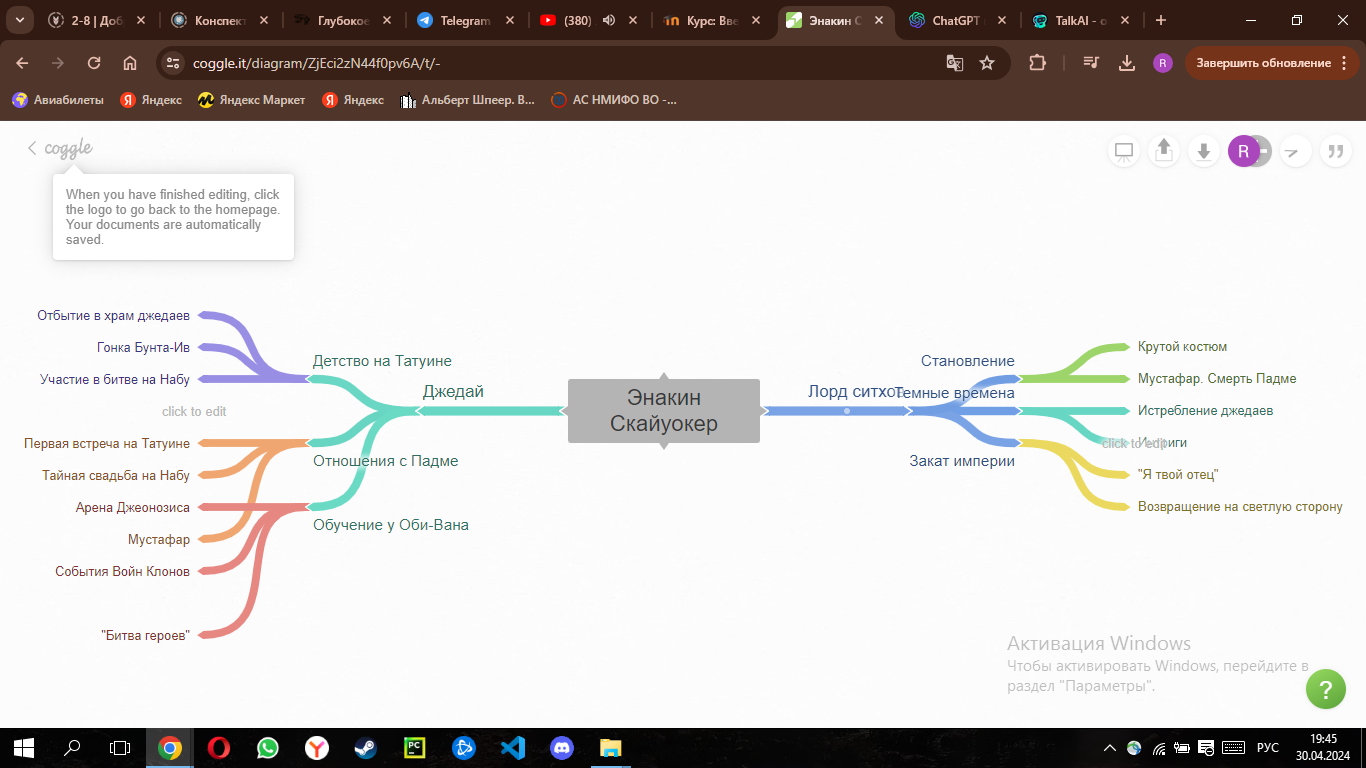 2-8 | Доб
Конспект
Глубокое
Telegram
(380)
Курс: Вве
Энакин С
ChatGPT
TalkAI - о
coggle.it/diagram/ZjEci2zN44f0pv6A/t/-
R
Завершить обновление
Авиабилеты
Яндекс
Яндекс Маркет
Яндекс
Альберт Шпеер. В...
АС НМИФО ВО -...
coggle
R
When you have finished editing, click
the logo to go back to the homepage.
Your documents are automatically
saved.
Отбытие в храм джедаев
Гонка Бунта-Ив
Участие в битве на Набу
click to edit
Первая встреча на Татуине
Тайная свадьба на Набу
Арена Джеонозиса
Мустафар
События Войн Клонов
"Битва героев"
Детство на Татуине
Джедай
Отношения с Падме
Обучение у Оби-Вана
Энакин
Скайуокер
Лорд ситхов
Становление
Темные времена
Закат империи
Крутой костюм
Мустафар. Смерть Падме
Истребление джедаев
click to edit
"Я твой отец"
Возвращение на светлую сторону
Активация Windows
Чтобы активировать Windows, перейдите в
раздел "Параметры".
?
PC
РУС
19:45
30.04.2024